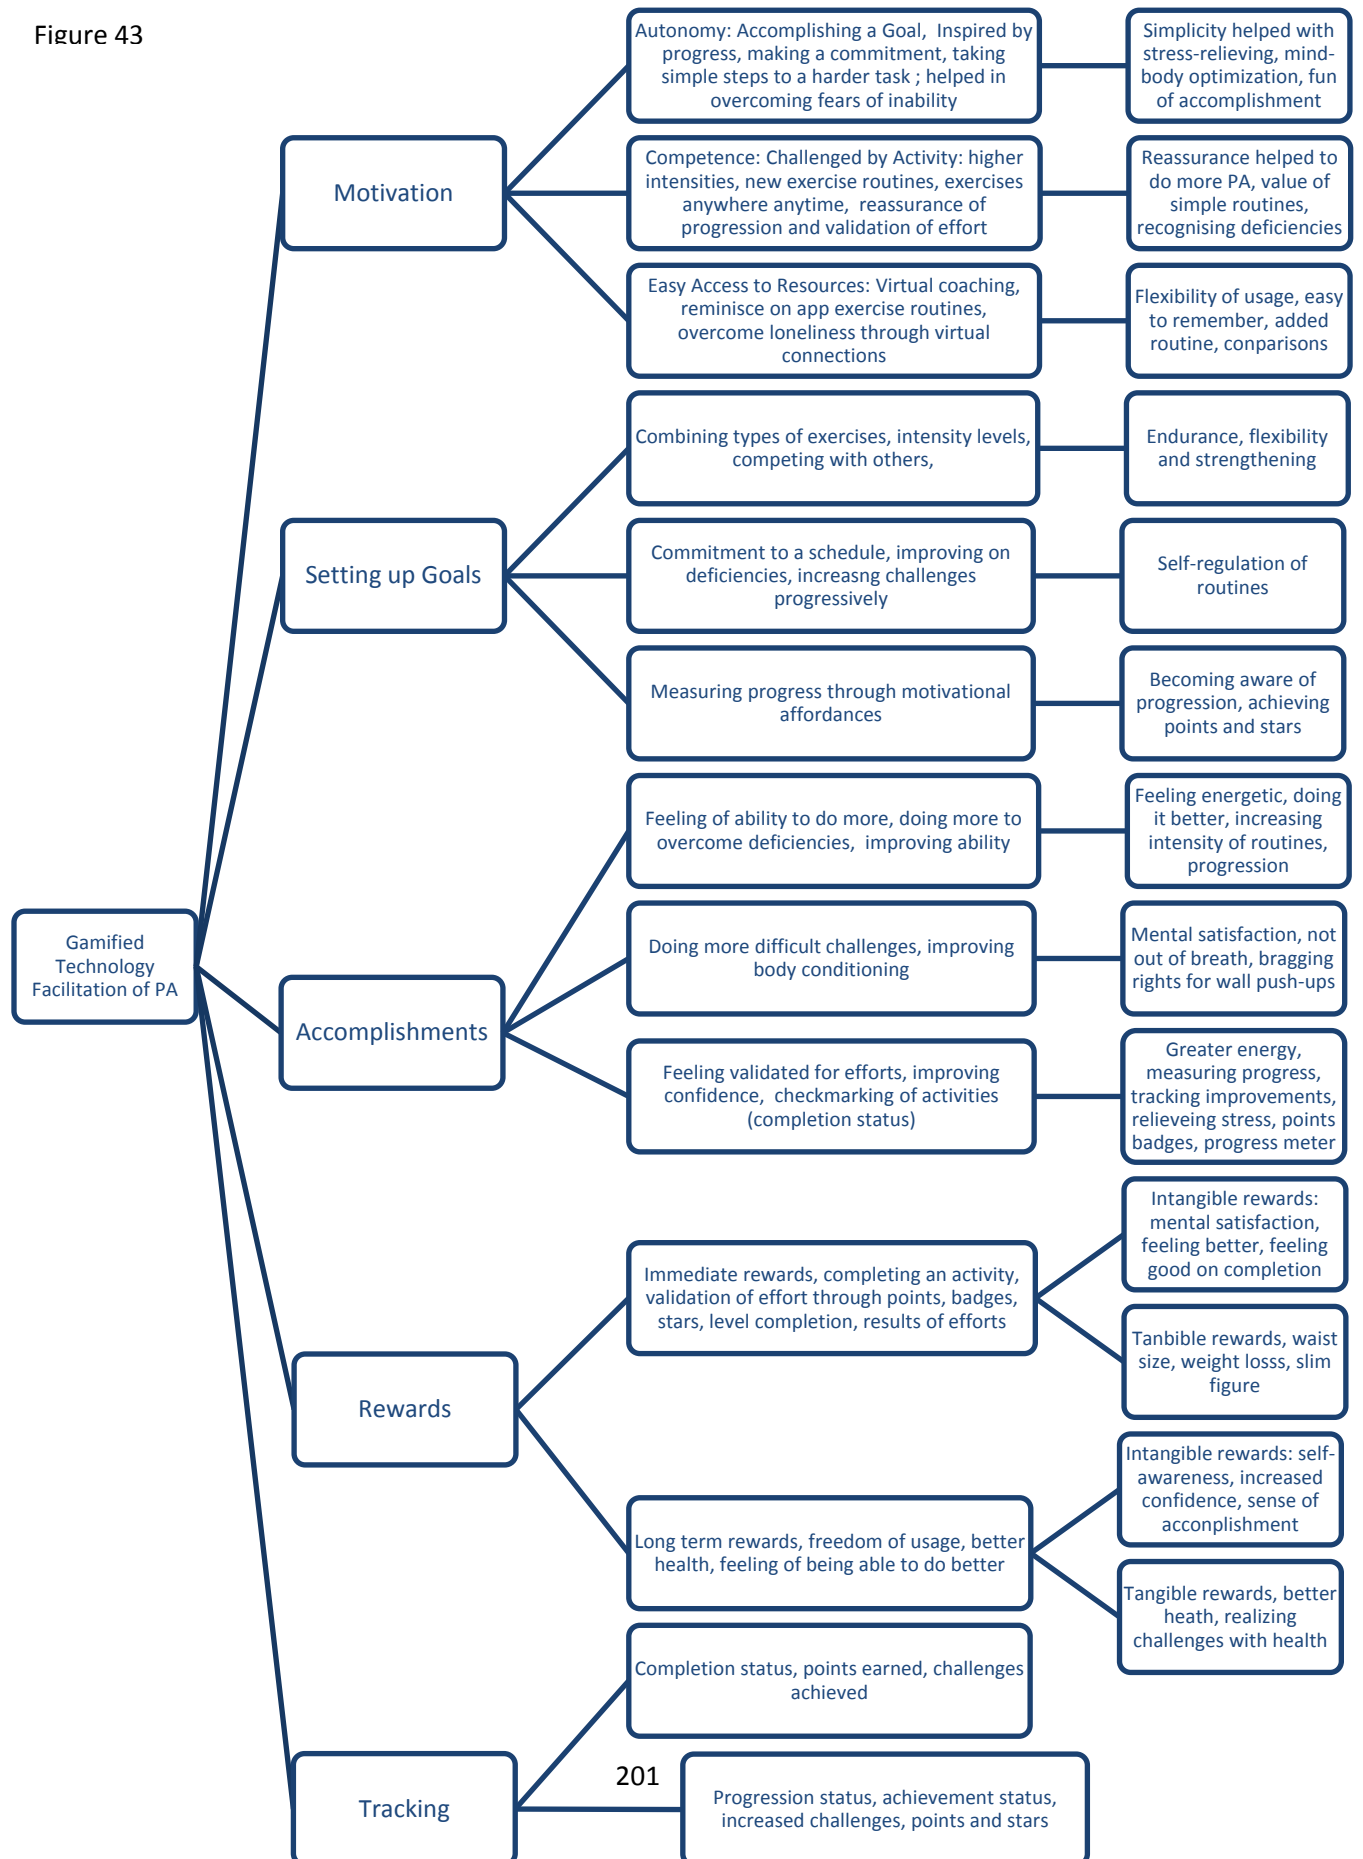 Figure 43
Gamified
Technology
Facilitation of PA
Motivation
Autonomy: Accomplishing a Goal, Inspired by
progress, making a commitment, taking
simple steps to a harder task ; helped in
overcoming fears of inability
Simplicity helped with
stress-relieving, mind-
body optimization, fun
of accomplishment
Competence: Challenged by Activity: higher
intensities, new exercise routines, exercises
anywhere anytime, reassurance of
progression and validation of effort
Reassurance helped to
do more PA, value of
simple routines,
recognising deficiencies
Easy Access to Resources: Virtual coaching,
reminisce on app exercise routines,
overcome loneliness through virtual
connections
Flexibility of usage, easy
to remember, added
routine, conparisons
Setting up Goals
Combining types of exercises, intensity levels,
competing with others,
Endurance, flexibility
and strengthening
Commitment to a schedule, improving on
deficiencies, increasng challenges
progressively
Self-regulation of
routines
Measuring progress through motivational
affordances
Becoming aware of
progression, achieving
points and stars
Accomplishments
Feeling of ability to do more, doing more to
overcome deficiencies, improving ability
Feeling energetic, doing
it better, increasing
intensity of routines,
progression
Doing more difficult challenges, improving
body conditioning
Mental satisfaction, not
out of breath, bragging
rights for wall push-ups
Feeling validated for efforts, improving
confidence, checkmarking of activities
(completion status)
Greater energy,
measuring progress,
tracking improvements,
relieveing stress, points
badges, progress meter
Rewards
Immediate rewards, completing an activity,
validation of effort through points, badges,
stars, level completion, results of efforts
Intangible rewards:
mental satisfaction,
feeling better, feeling
good on completion
Tanbible rewards, waist
size, weight losss, slim
figure
Long term rewards, freedom of usage, better
health, feeling of being able to do better
Intangible rewards: self-
awareness, increased
confidence, sense of
acconplishment
Tangible rewards, better
heath, realizing
challenges with health
Tracking
Completion status, points earned, challenges
achieved
Progression status, achievement status,
increased challenges, points and stars
201